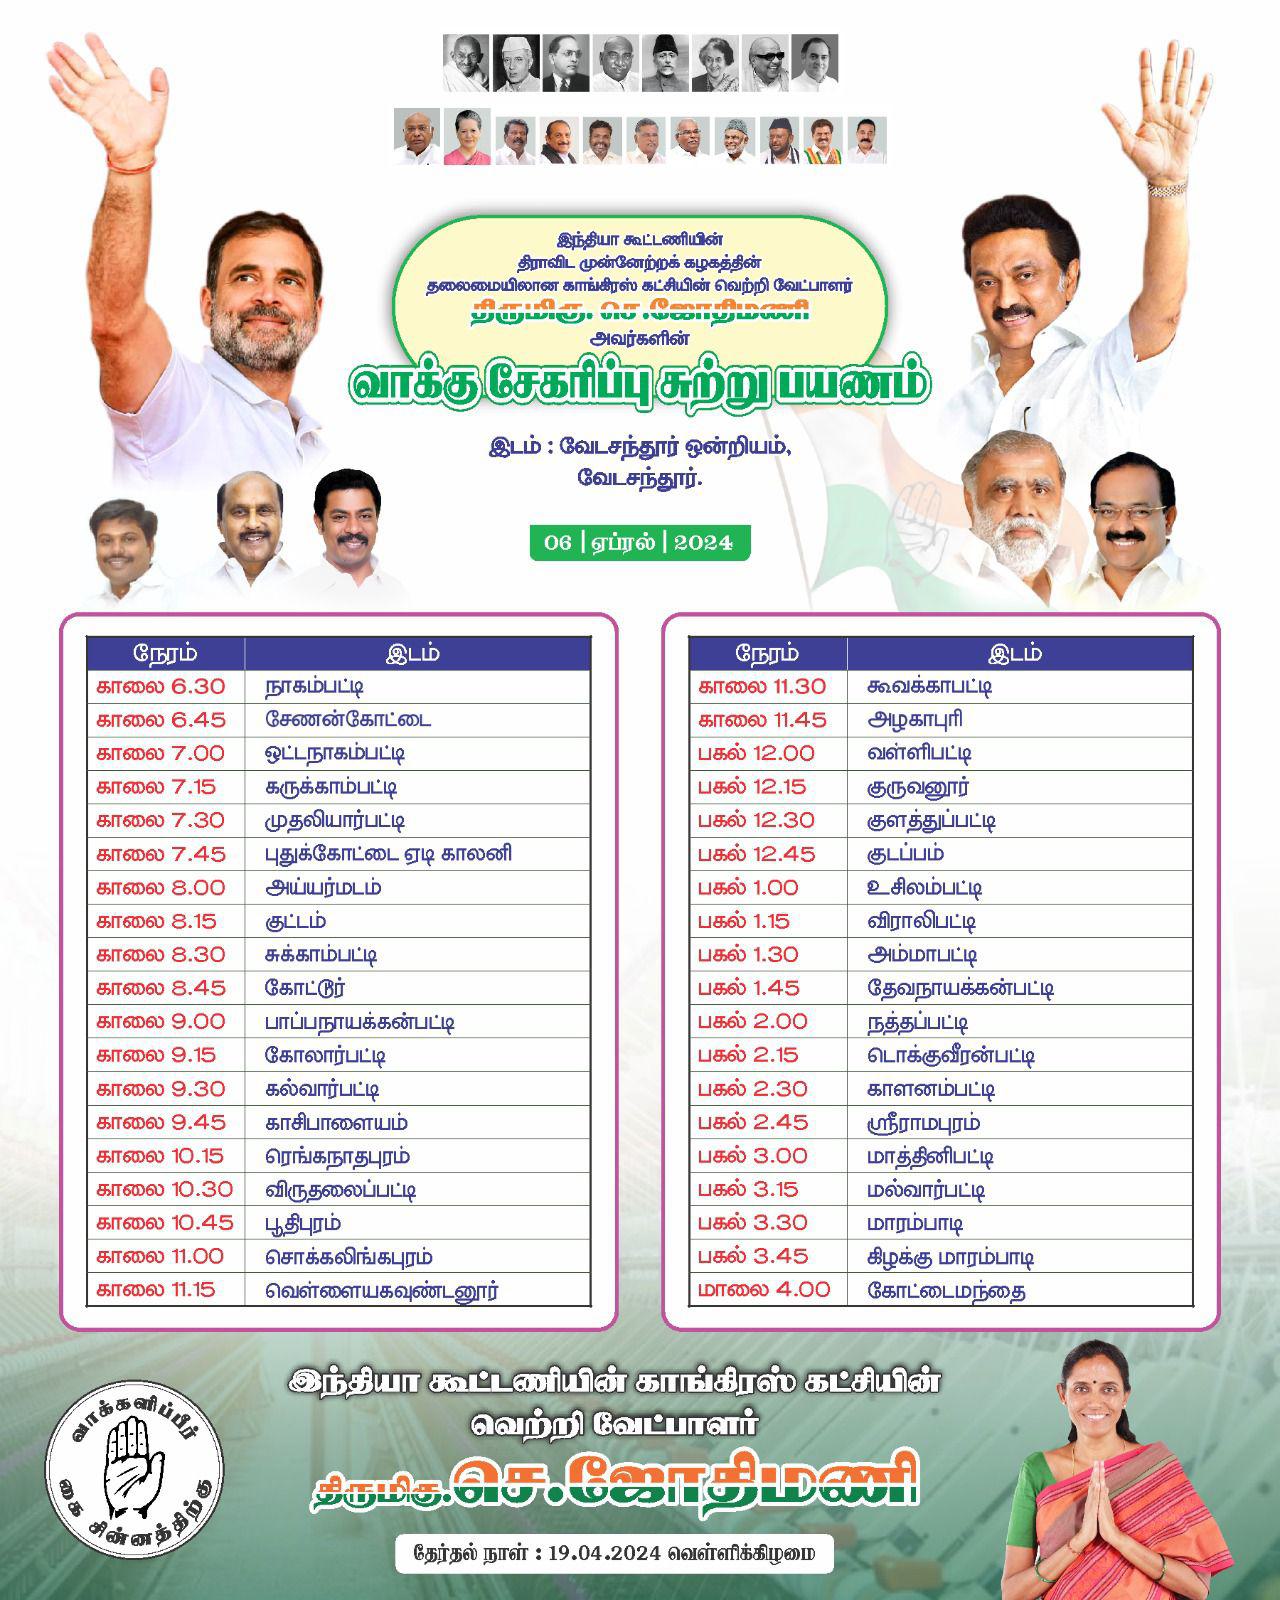 இந்தியா கூட்டணியின்
திராவிட முன்னேற்றக் கழகத்தின்
தலைமையிலான காங்கிரஸ் கட்சியின் வெற்றி வேட்பாளர்
திருமிகு. செ.ஜோதிமணி
அவர்களின்
வாக்கு சேகரிப்பு சுற்று பயணம்
இடம் : வேடசந்தூர் ஒன்றியம்,
வேடசந்தூர்.
06 | ஏப்ரல் | 2024
நேரம் இடம்
காலை 6.30 நாகம்பட்டி
காலை 6.45 சேணன்கோட்டை
காலை 7.00 ஒட்டநாகம்பட்டி
காலை 7.15 கருக்காம்பட்டி
காலை 7.30 முதலியார்பட்டி
காலை 7.45 புதுக்கோட்டை ஏடி காலனி
காலை 8.00 அய்யர்மடம்
காலை 8.15 குட்டம்
காலை 8.30 சுக்காம்பட்டி
காலை 8.45 கோட்டூர்
காலை 9.00 பாப்பநாயக்கன்பட்டி
காலை 9.15 கோலார்பட்டி
காலை 9.30 கல்வார்பட்டி
காலை 9.45 காசிபாளையம்
காலை 10.15 ரெங்கநாதபுரம்
காலை 10.30 விருதலைப்பட்டி
காலை 10.45 பூதிபுரம்
காலை 11.00 சொக்கலிங்கபுரம்
காலை 11.15 வெள்ளையகவுண்டனூர்
நேரம் இடம்
காலை 11.30 கூவக்காபட்டி
காலை 11.45 அழகாபுரி
பகல் 12.00 வள்ளிபட்டி
பகல் 12.15 குருவனூர்
பகல் 12.30 குளத்துப்பட்டி
பகல் 12.45 குடப்பம்
பகல் 1.00 உசிலம்பட்டி
பகல் 1.15 விராலிபட்டி
பகல் 1.30 அம்மாபட்டி
பகல் 1.45 தேவநாயக்கன்பட்டி
பகல் 2.00 நத்தப்பட்டி
பகல் 2.15 டொக்குவீரன்பட்டி
பகல் 2.30 காளனம்பட்டி
பகல் 2.45 ஸ்ரீராமபுரம்
பகல் 3.00 மாத்தினிபட்டி
பகல் 3.15 மல்வார்பட்டி
பகல் 3.30 மாரம்பாடி
பகல் 3.45 கிழக்கு மாரம்பாடி
மாலை 4.00 கோட்டைமந்தை
இந்தியா கூட்டணியின் காங்கிரஸ் கட்சியின்
வெற்றி வேட்பாளர்
திருமிகு.செ.ஜோதிமணி
வாக்களிப்பீர்
கை சின்னத்திற்கு
தேர்தல் நாள் : 19.04.2024 வெள்ளிக்கிழமை